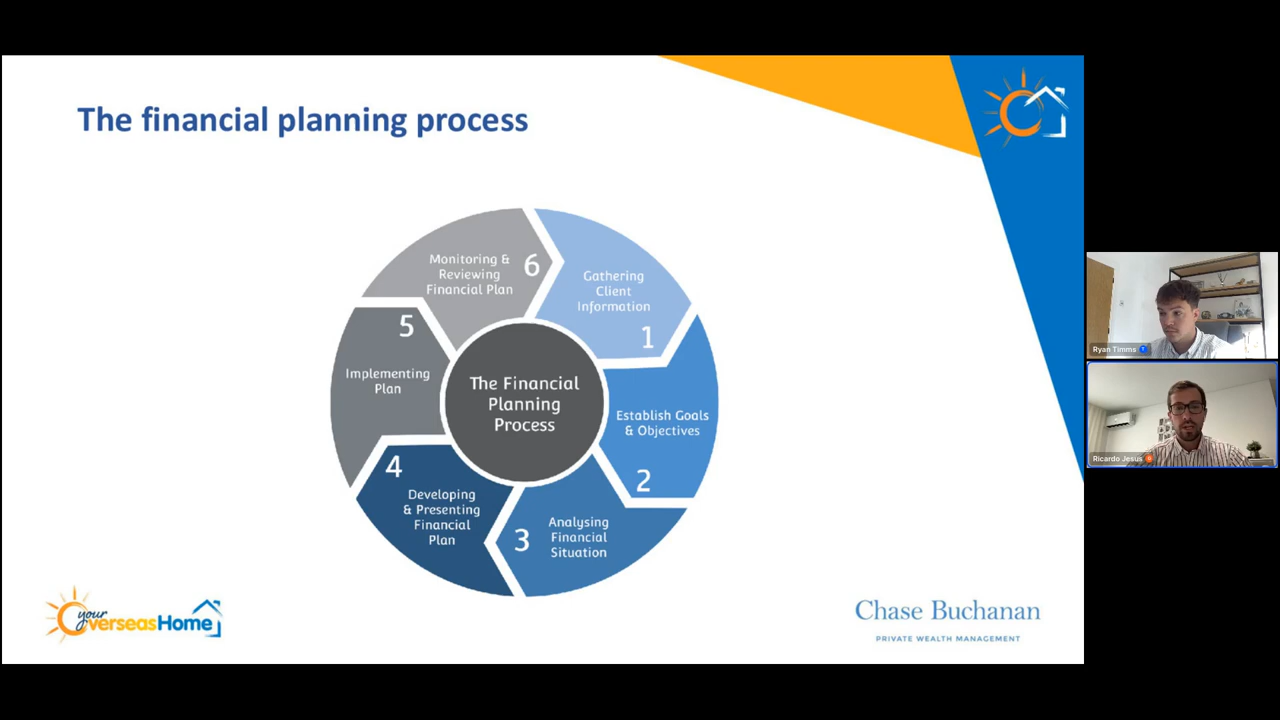 The financial planning process
Monitoring &
Reviewing
Financial Plan
6
Gathering
Client
Information
1
5
Implementing
Plan
The Financial
Planning
Process
Establish Goals
& Objectives
2
4
Developing
& Presenting
Financial
Plan
3
Analysing
Financial
Situation
your
OverseasHome
Chase Buchanan
PRIVATE WEALTH MANAGEMENT
Ryan Timms
Ricardo Jesus